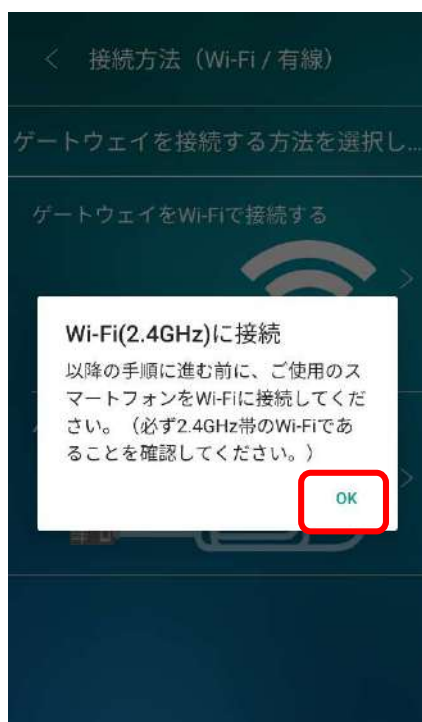 < 接続方法（Wi-Fi / 有線）
ゲートウェイを接続する方法を選択し...
ゲートウェイをWi-Fiで接続する
Wi-Fi(2.4GHz)に接続
以降の手順に進む前に、ご使用のス
マートフォンをWi-Fiに接続してくだ
さい。（必ず2.4GHz帯のWi-Fiであ
ることを確認してください。）
OK